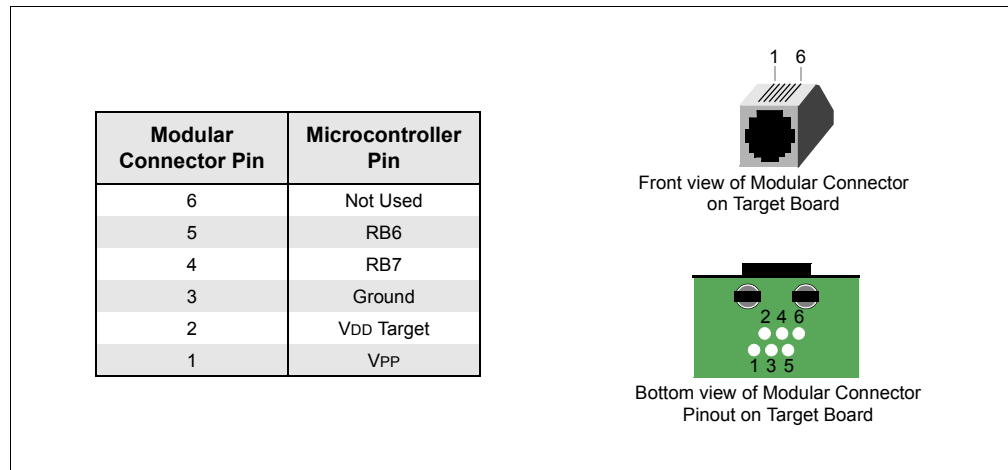 Modular Connector Pin Microcontroller Pin
6 Not Used
5 RB6
4 RB7
3 Ground
2 VDD Target
1 VPP
1 6
Front view of Modular Connector
on Target Board
2 4 6
1 3 5
Bottom view of Modular Connector
Pinout on Target Board